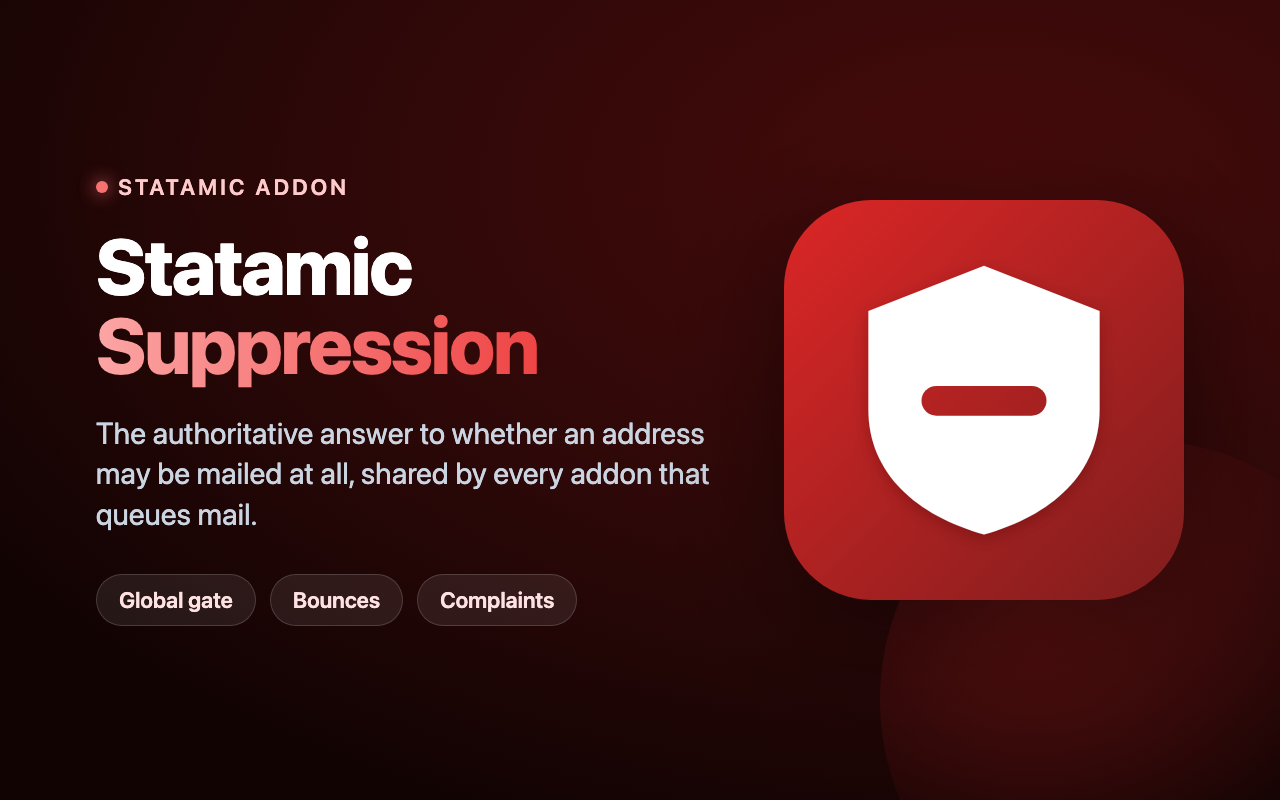 STATAMIC ADDON
Statamic
Suppression
The authoritative answer to whether an address
may be mailed at all, shared by every addon that
queues mail.
Global gate
Bounces
Complaints